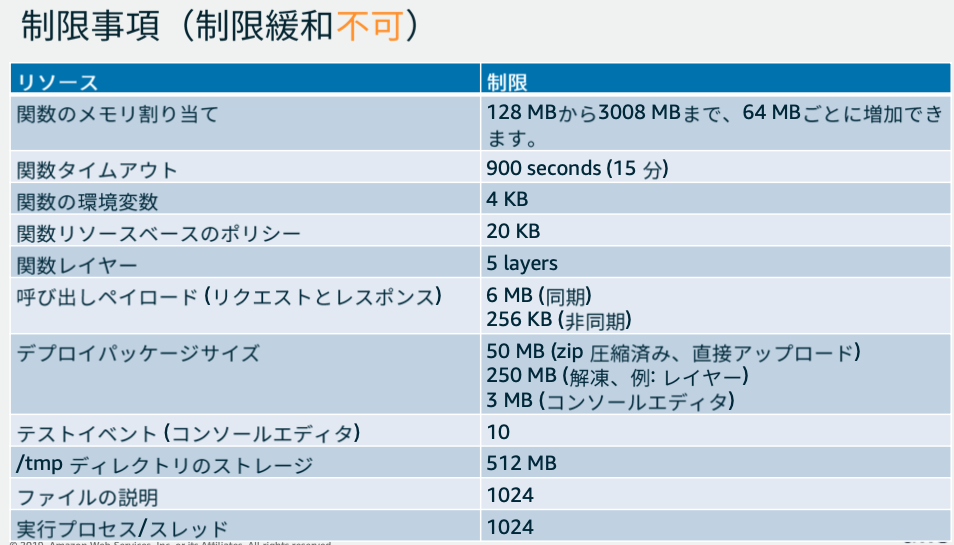 制限事項（制限緩和不可）
リソース 制限
関数のメモリ割り当て 128 MBから3008 MBまで、64 MBごとに増加でき
ます。
関数タイムアウト 900 seconds (15 分)
関数の環境変数 4 KB
関数リソースベースのポリシー 20 KB
関数レイヤー 5 layers
呼び出しペイロード (リクエストとレスポンス) 6 MB (同期)
256 KB (非同期)
デプロイパッケージサイズ 50 MB (zip 圧縮済み、直接アップロード)
250 MB (解凍、例: レイヤー)
3 MB (コンソールエディタ)
テストイベント (コンソールエディタ) 10
/tmp ディレクトリのストレージ 512 MB
ファイルの説明 1024
実行プロセス/スレッド 1024
Amazon Web Services, Inc. or its Affiliates. All rights reserved